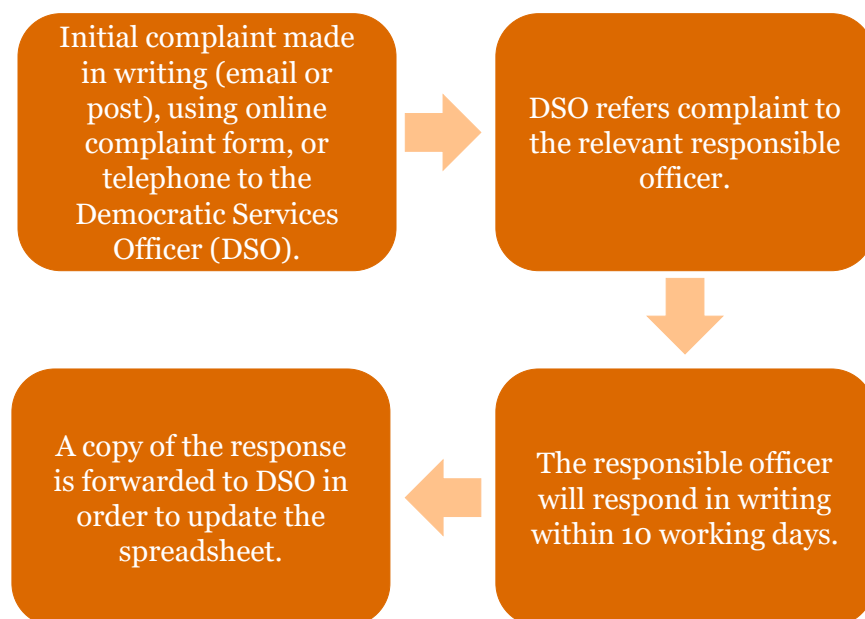 Initial complaint made
in writing (email or
post), using online
complaint form, or
telephone to the
Democratic Services
Officer (DSO).
DSO refers complaint to
the relevant responsible
officer.
The responsible officer
will respond in writing
within 10 working days.
A copy of the response
is forwarded to DSO in
order to update the
spreadsheet.